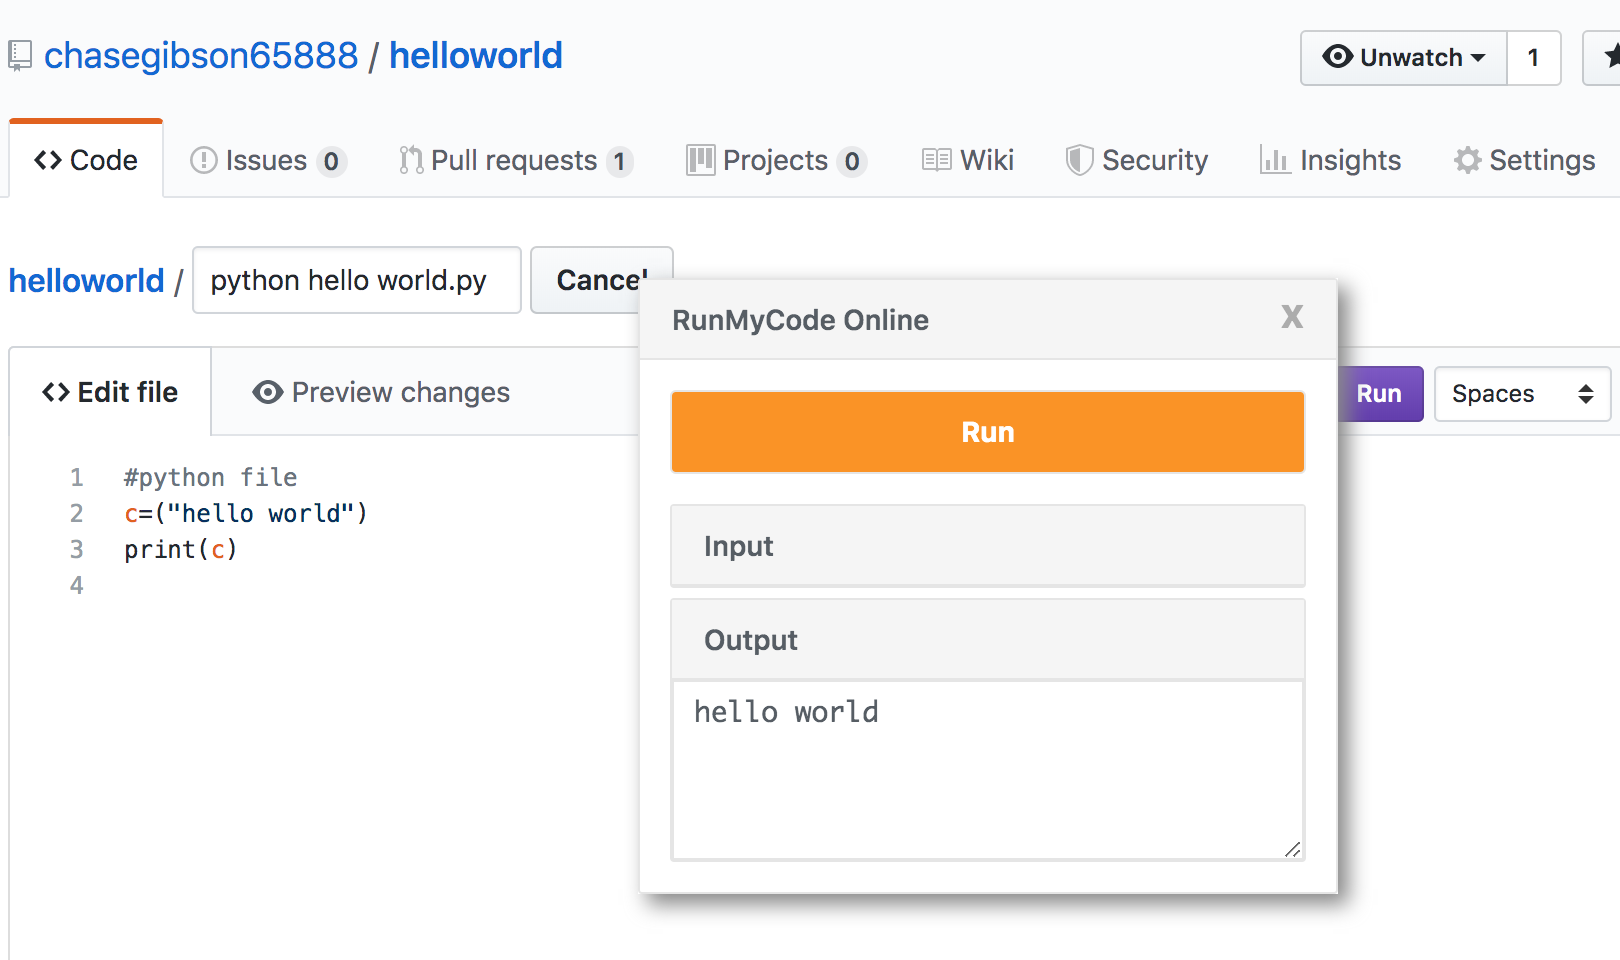 chasegibson65888 / helloworld
Unwatch 1
Code Issues 0 Pull requests 1 Projects 0 Wiki Security Insights Settings
helloworld / python hello world.py Cancel
RunMyCode Online X
Edit file Preview changes Run Run Spaces
1 #python file
2 c=("hello world")
3 print(c)
4
Input
Output
hello world